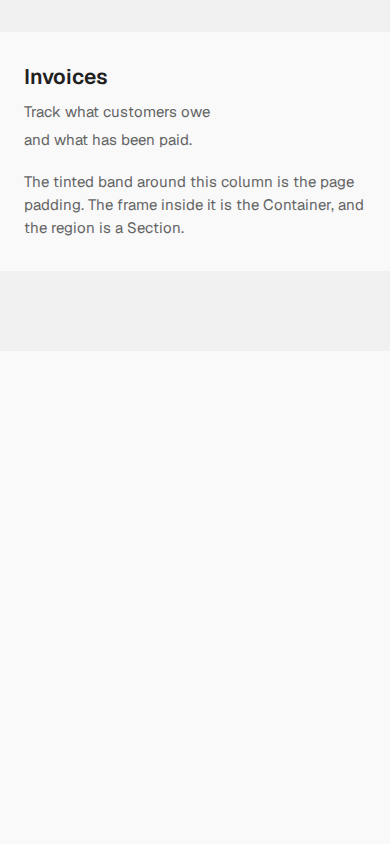 Invoices
Track what customers owe
and what has been paid.
The tinted band around this column is the page
padding. The frame inside it is the Container, and
the region is a Section.